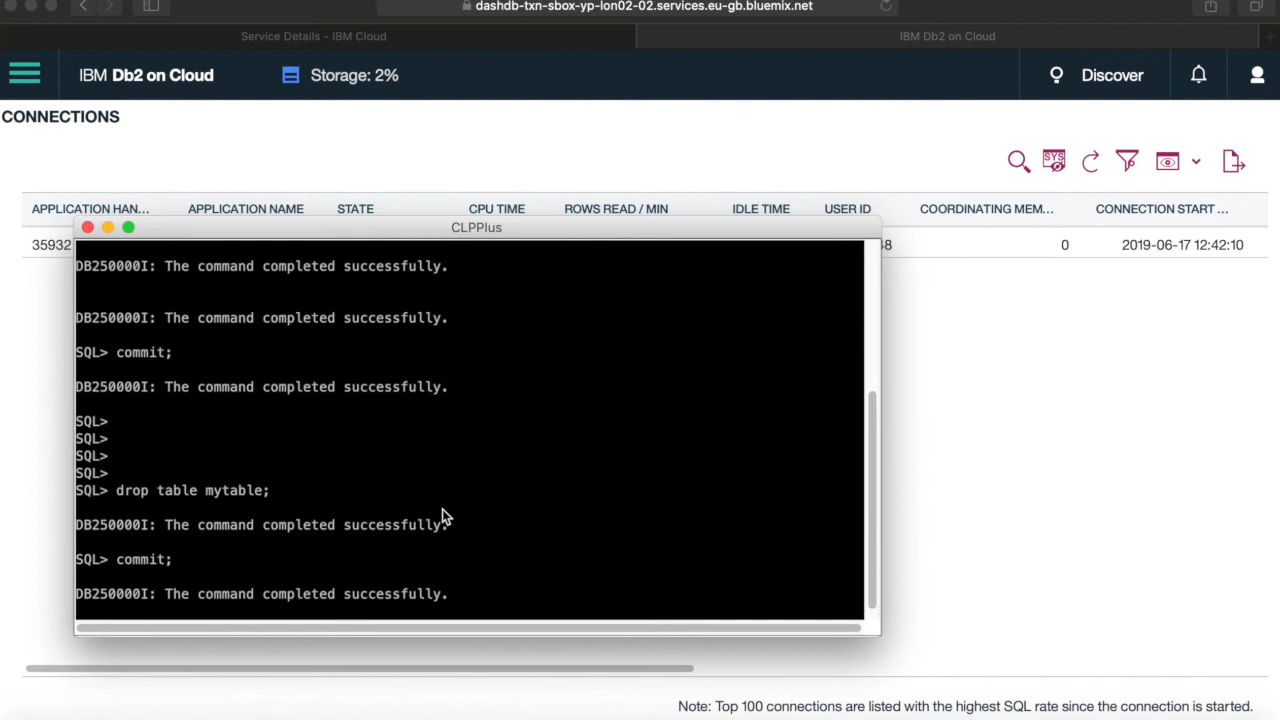 dashdb-txn-sbox-yp-lon02-02.services.eu-gb.bluemix.net
Service Details - IBM Cloud
IBM Db2 on Cloud
IBM Db2 on Cloud
Storage: 2%
Discover
CONNECTIONS
SYS
APPLICATION HAN... APPLICATION NAME STATE CPU TIME ROWS READ / MIN IDLE TIME USER ID COORDINATING MEM... CONNECTION START ...
35932 48 0 2019-06-17 12:42:10
CLPPlus
DB250000I: The command completed successfully.
DB250000I: The command completed successfully.
SQL> commit;
DB250000I: The command completed successfully.
SQL>
SQL>
SQL>
SQL>
SQL> drop table mytable;
DB250000I: The command completed successfully.
SQL> commit;
DB250000I: The command completed successfully.
Note: Top 100 connections are listed with the highest SQL rate since the connection is started.